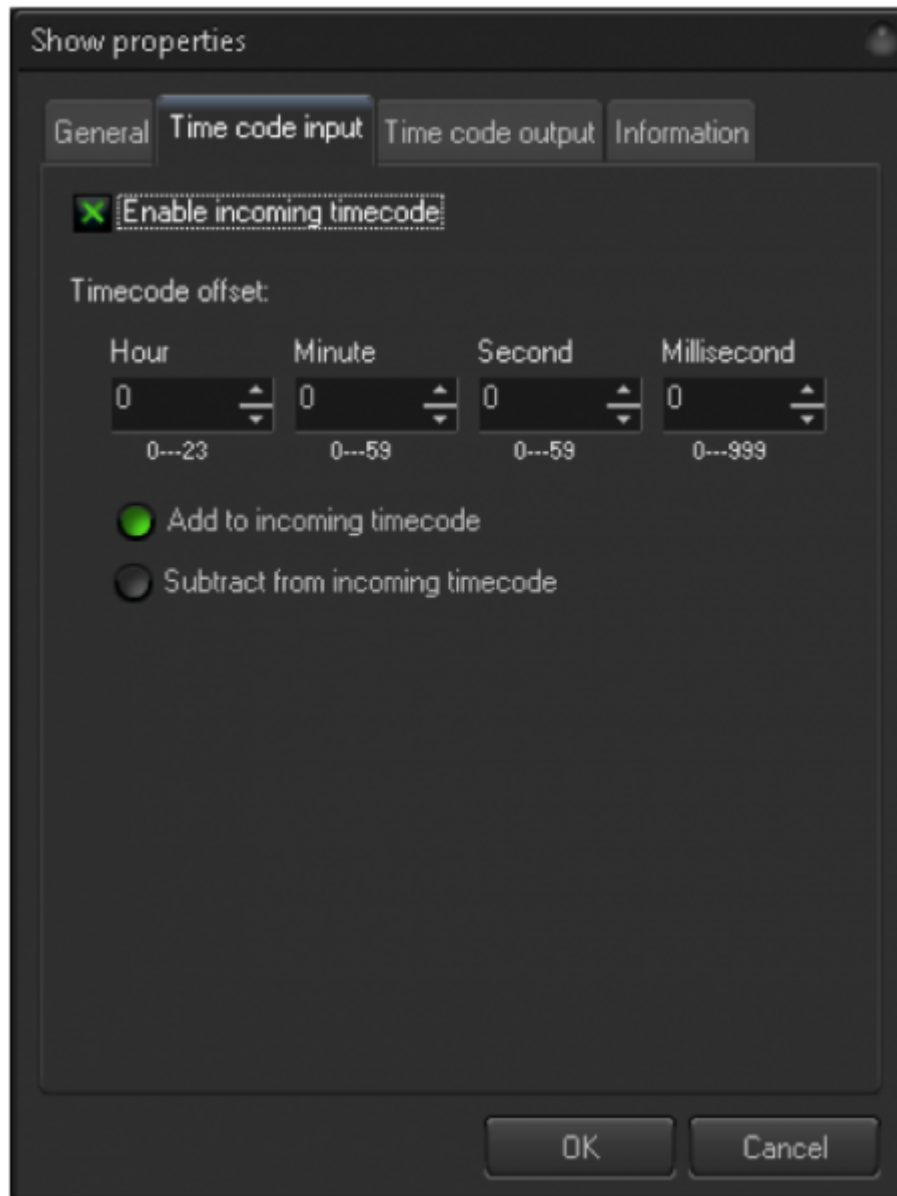 Show properties
General Time code input Time code output Information
Enable incoming timecode
Timecode offset:
Hour Minute Second Millisecond
0 0 0 0
0---23 0---59 0---59 0---999
Add to incoming timecode
Subtract from incoming timecode
OK Cancel